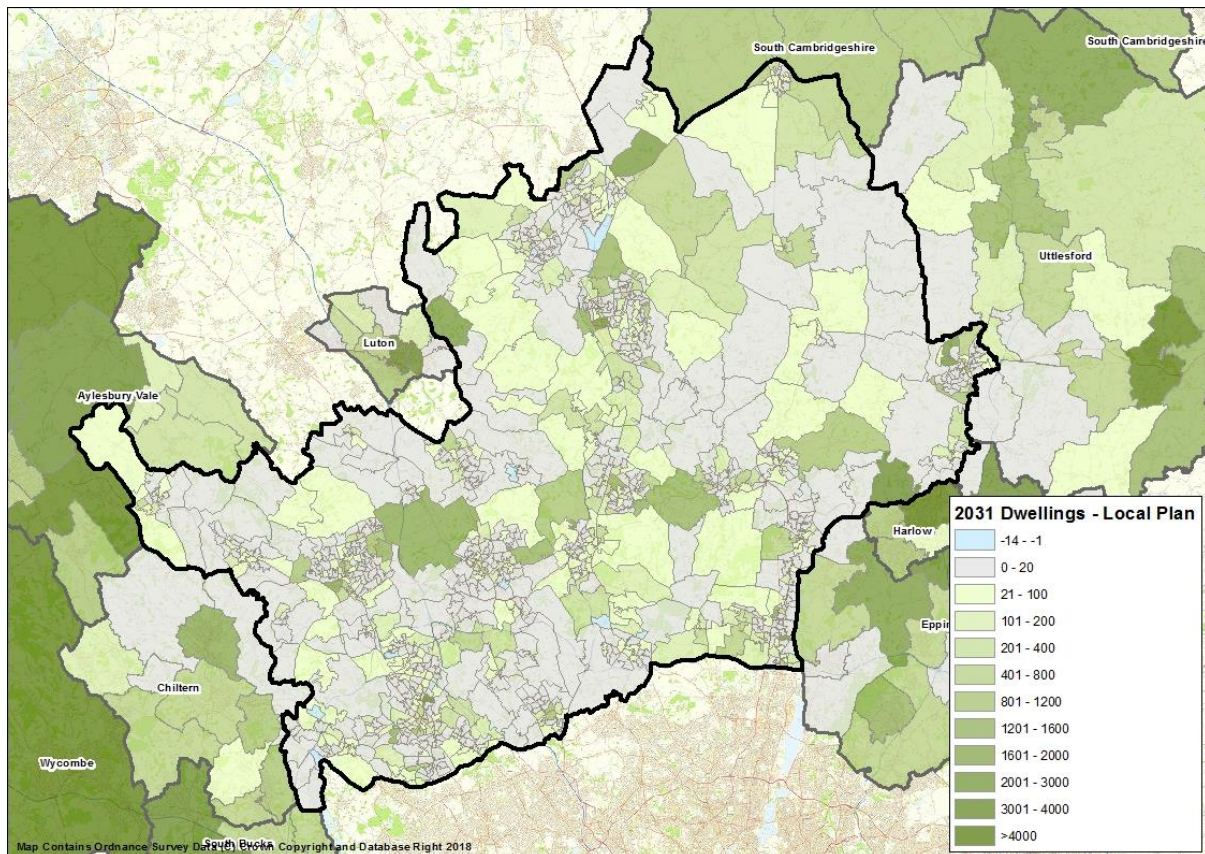 South Cambridgeshire
South Cambridgeshire
Uttlesford
Luton
Aylesbury Vale
Harlow
Eppin
Chiltern
Wycombe
South Bucks
2031 Dwellings - Local Plan
-14 - -1
0 - 20
21 - 100
101 - 200
201 - 400
401 - 800
801 - 1200
1201 - 1600
1601 - 2000
2001 - 3000
3001 - 4000
>4000
Map Contains Ordnance Survey Data (C) Crown Copyright and Database Right 2018